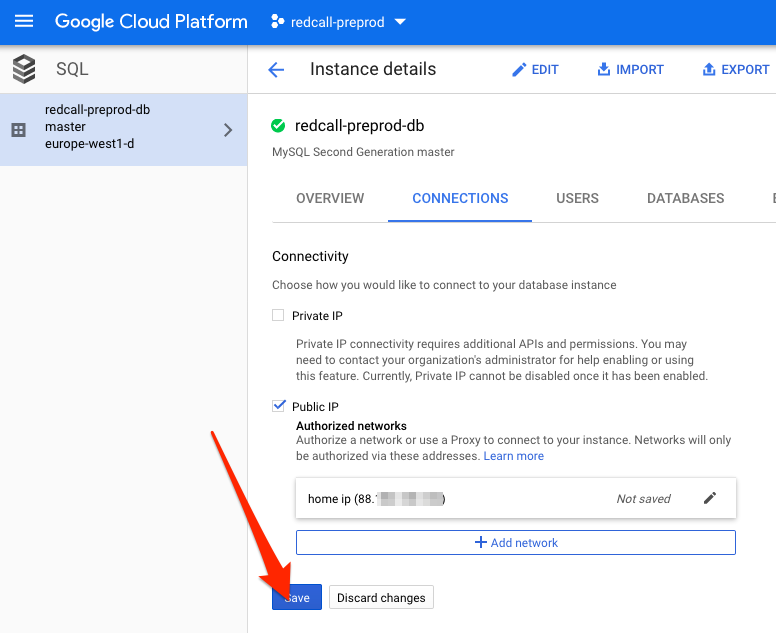 Google Cloud Platform redcall-preprod
SQL
redcall-preprod-db
master
europe-west1-d
Instance details
EDIT
IMPORT
EXPORT
redcall-preprod-db
MySQL Second Generation master
OVERVIEW
CONNECTIONS
USERS
DATABASES
Connectivity
Choose how you would like to connect to your database instance
Private IP
Private IP connectivity requires additional APIs and permissions. You may
need to contact your organization's administrator for help enabling or using
this feature. Currently, Private IP cannot be disabled once it has been enabled.
Public IP
Authorized networks
Authorize a network or use a Proxy to connect to your instance. Networks will only
be authorized via these addresses. Learn more
home ip (88. ) Not saved
Add network
Save
Discard changes